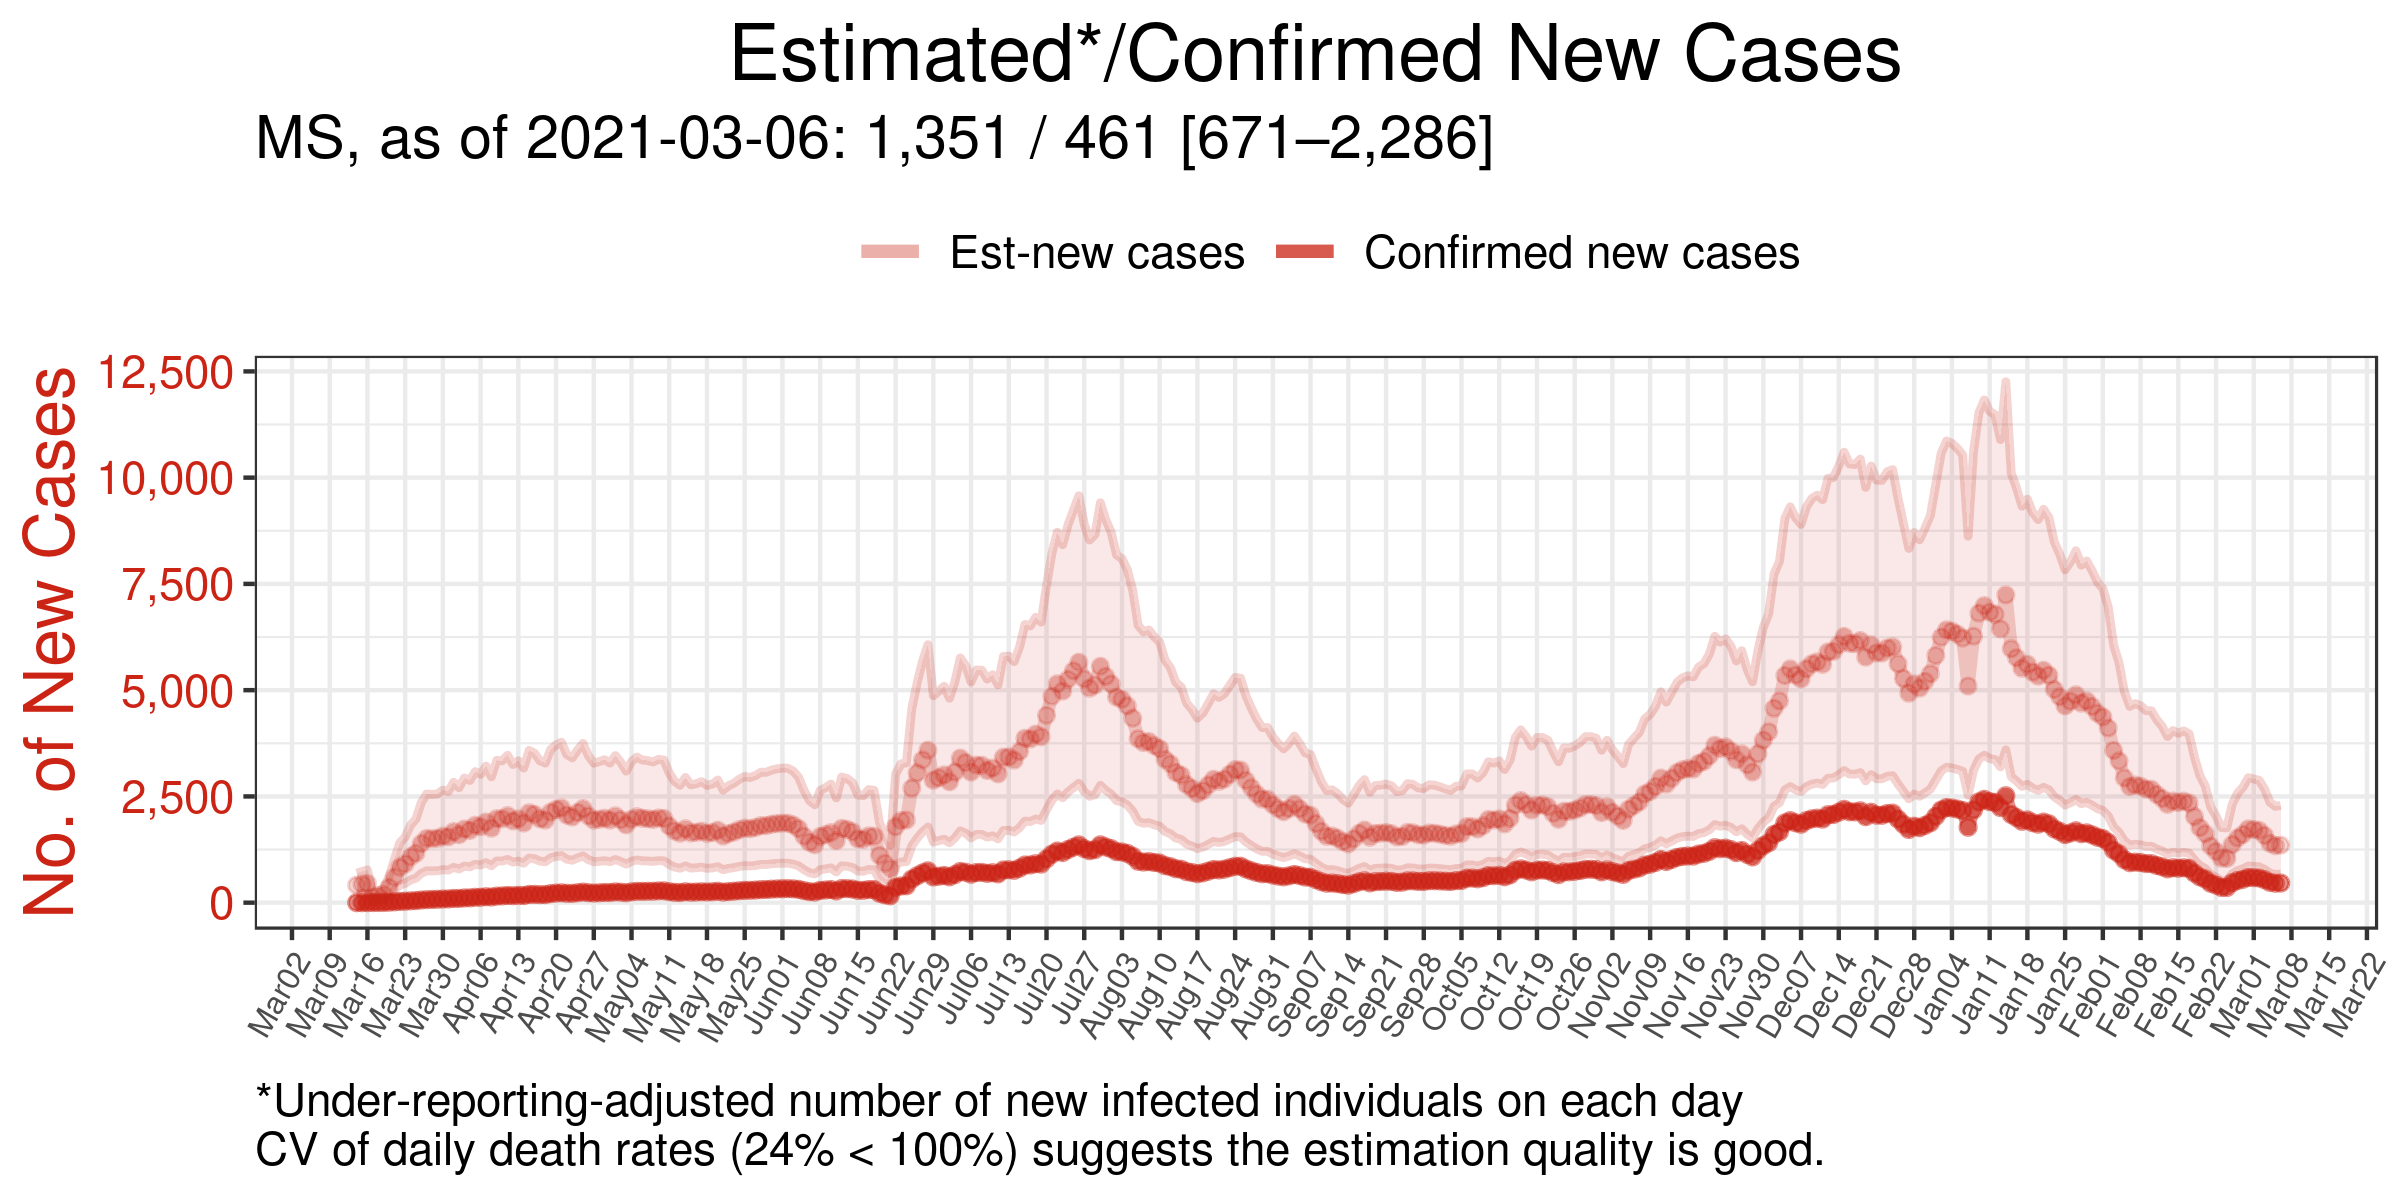 Estimated*/Confirmed New Cases
MS, as of 2021-03-06: 1,351 / 461 [671–2,286]
Est-new cases
Confirmed new cases
No. of New Cases
12,500
10,000
7,500
5,000
2,500
0
Mar02
Mar09
Mar16
Mar23
Mar30
Apr06
Apr13
Apr20
Apr27
May04
May11
May18
May25
Jun01
Jun08
Jun15
Jun22
Jun29
Jul06
Jul13
Jul20
Jul27
Aug03
Aug10
Aug17
Aug24
Aug31
Sep07
Sep14
Sep21
Sep28
Oct05
Oct12
Oct19
Oct26
Nov02
Nov09
Nov16
Nov23
Nov30
Dec07
Dec14
Dec21
Dec28
Jan04
Jan11
Jan18
Jan25
Feb01
Feb08
Feb15
Feb22
Mar01
Mar08
Mar15
Mar22
*Under-reporting-adjusted number of new infected individuals on each day
CV of daily death rates (24% < 100%) suggests the estimation quality is good.